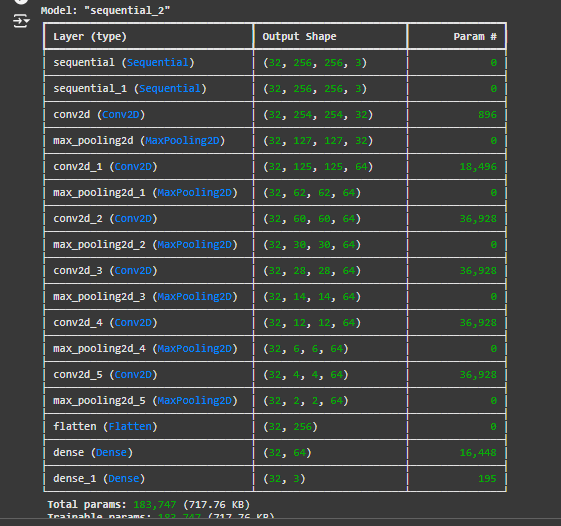 Model: "sequential_2"
Layer (type) Output Shape Param #
sequential (Sequential) (32, 256, 256, 3) 0
sequential_1 (Sequential) (32, 256, 256, 3) 0
conv2d (Conv2D) (32, 254, 254, 32) 896
max_pooling2d (MaxPooling2D) (32, 127, 127, 32) 0
conv2d_1 (Conv2D) (32, 125, 125, 64) 18,496
max_pooling2d_1 (MaxPooling2D) (32, 62, 62, 64) 0
conv2d_2 (Conv2D) (32, 60, 60, 64) 36,928
max_pooling2d_2 (MaxPooling2D) (32, 30, 30, 64) 0
conv2d_3 (Conv2D) (32, 28, 28, 64) 36,928
max_pooling2d_3 (MaxPooling2D) (32, 14, 14, 64) 0
conv2d_4 (Conv2D) (32, 12, 12, 64) 36,928
max_pooling2d_4 (MaxPooling2D) (32, 6, 6, 64) 0
conv2d_5 (Conv2D) (32, 4, 4, 64) 36,928
max_pooling2d_5 (MaxPooling2D) (32, 2, 2, 64) 0
flatten (Flatten) (32, 256) 0
dense (Dense) (32, 64) 16,448
dense_1 (Dense) (32, 3) 195
Total params: 183,747 (717.76 KB)
Trainable params: 183,747 (717.76 KB)